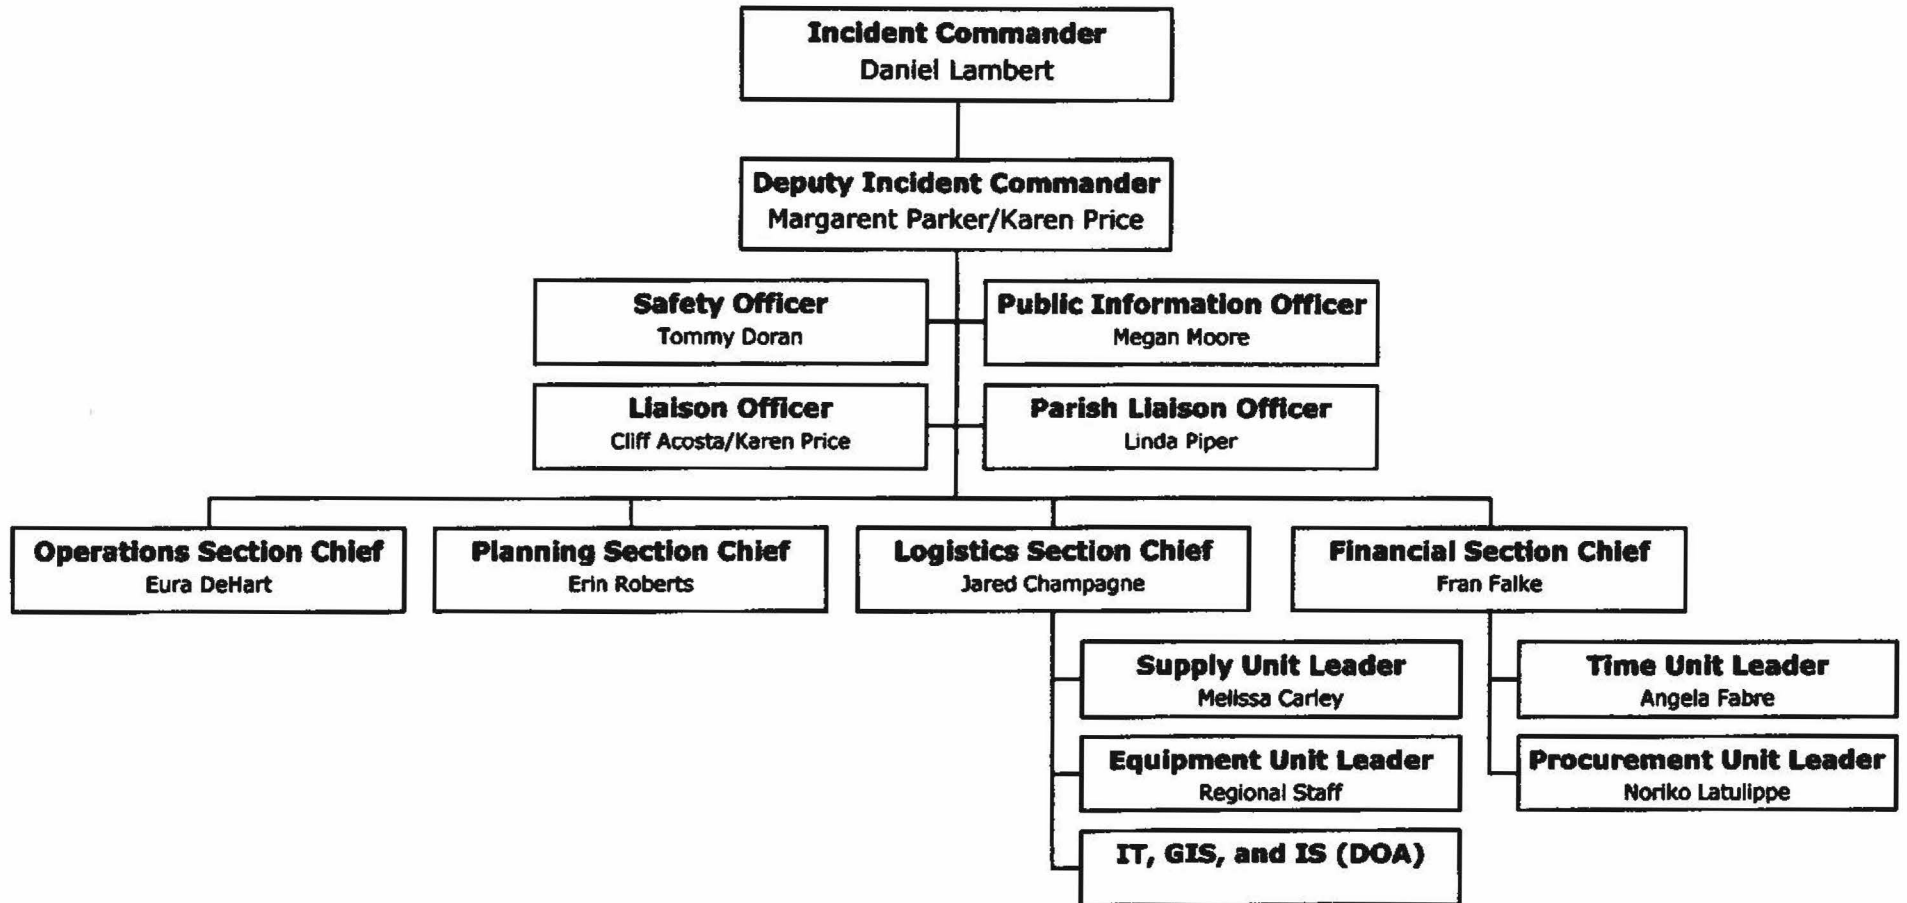 Incident Commander
Daniel Lambert
Deputy Incident Commander
Margarent Parker/Karen Price
Safety Officer
Tommy Doran
Public Information Officer
Megan Moore
Liaison Officer
Cliff Acosta/Karen Price
Parish Liaison Officer
Linda Piper
Operations Section Chief
Eura DeHart
Planning Section Chief
Erin Roberts
Logistics Section Chief
Jared Champagne
Financial Section Chief
Fran Falke
Supply Unit Leader
Melissa Carley
Time Unit Leader
Angela Fabre
Equipment Unit Leader
Regional Staff
Procurement Unit Leader
Noriko Latulippe
IT, GIS, and IS (DOA)